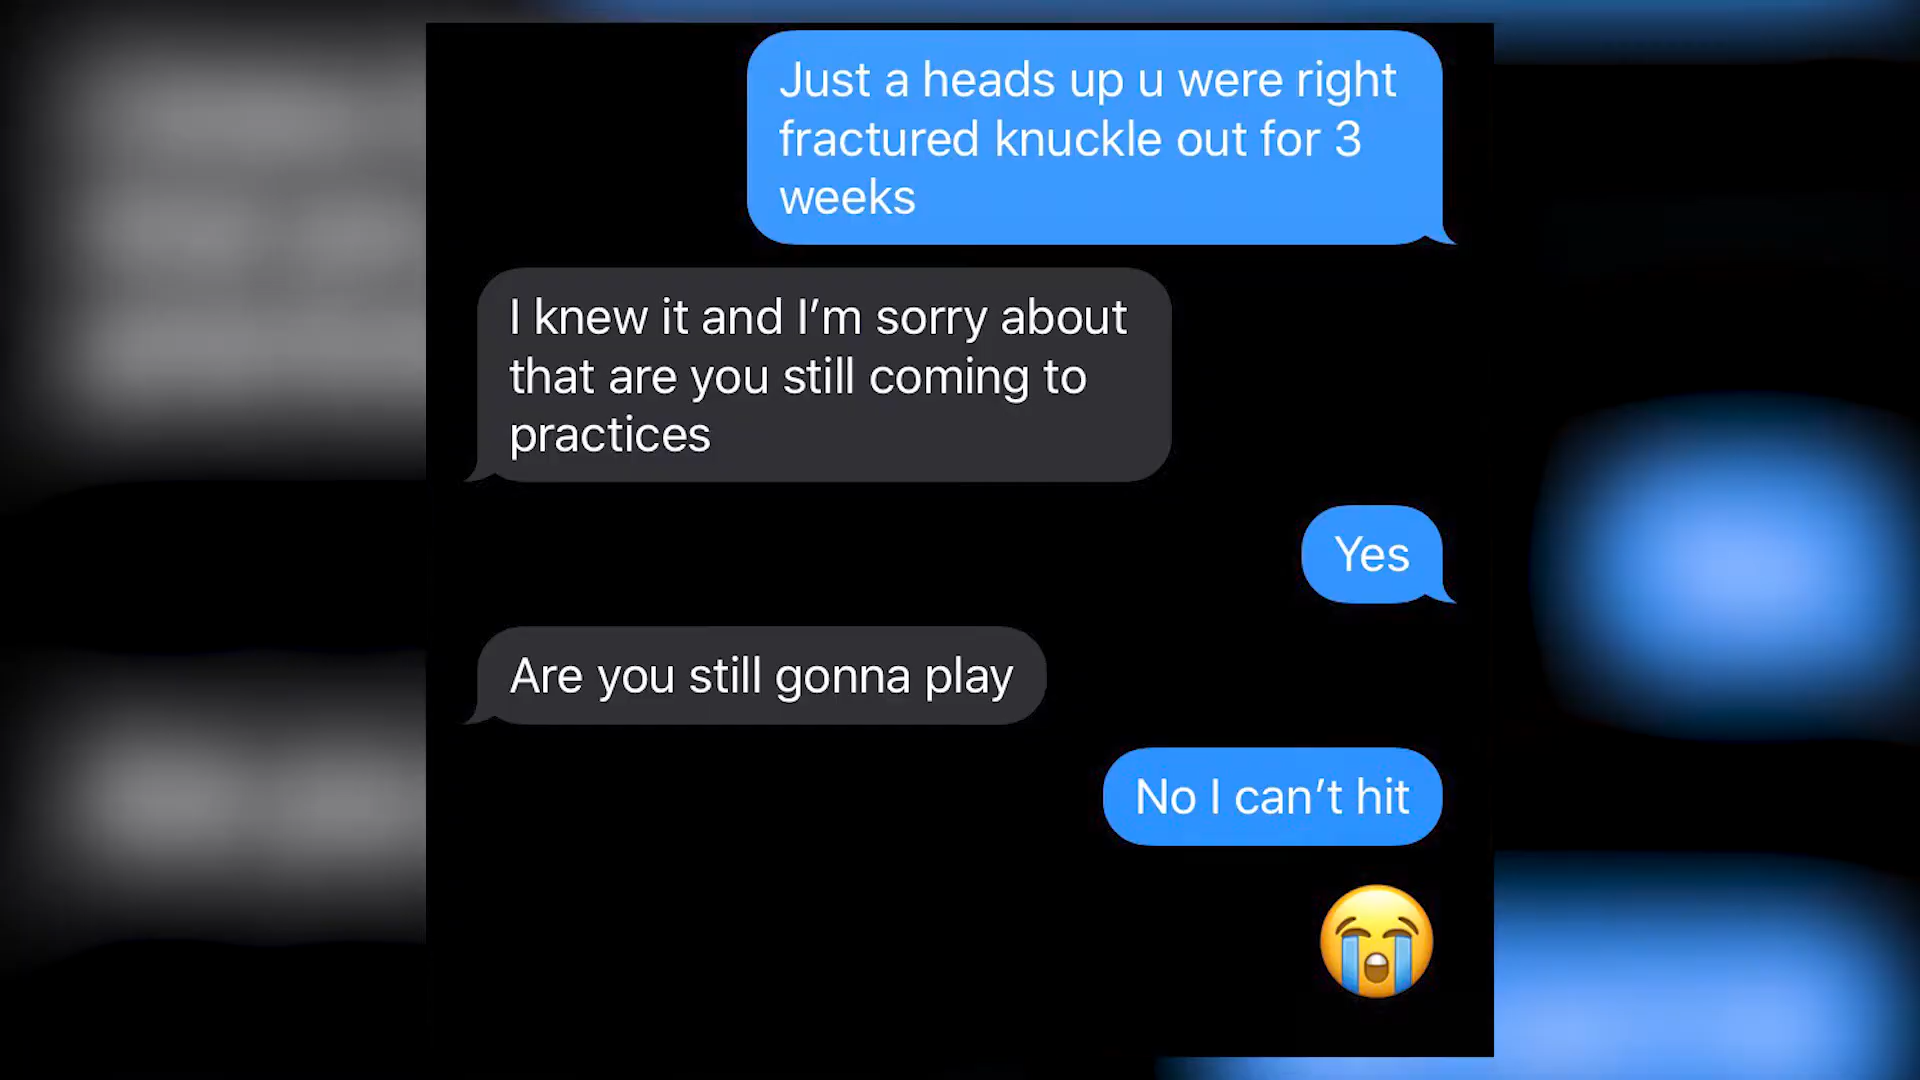 Just a heads up u were right
fractured knuckle out for 3
weeks
I knew it and I’m sorry about
that are you still coming to
practices
Yes
Are you still gonna play
No I can’t hit
😭